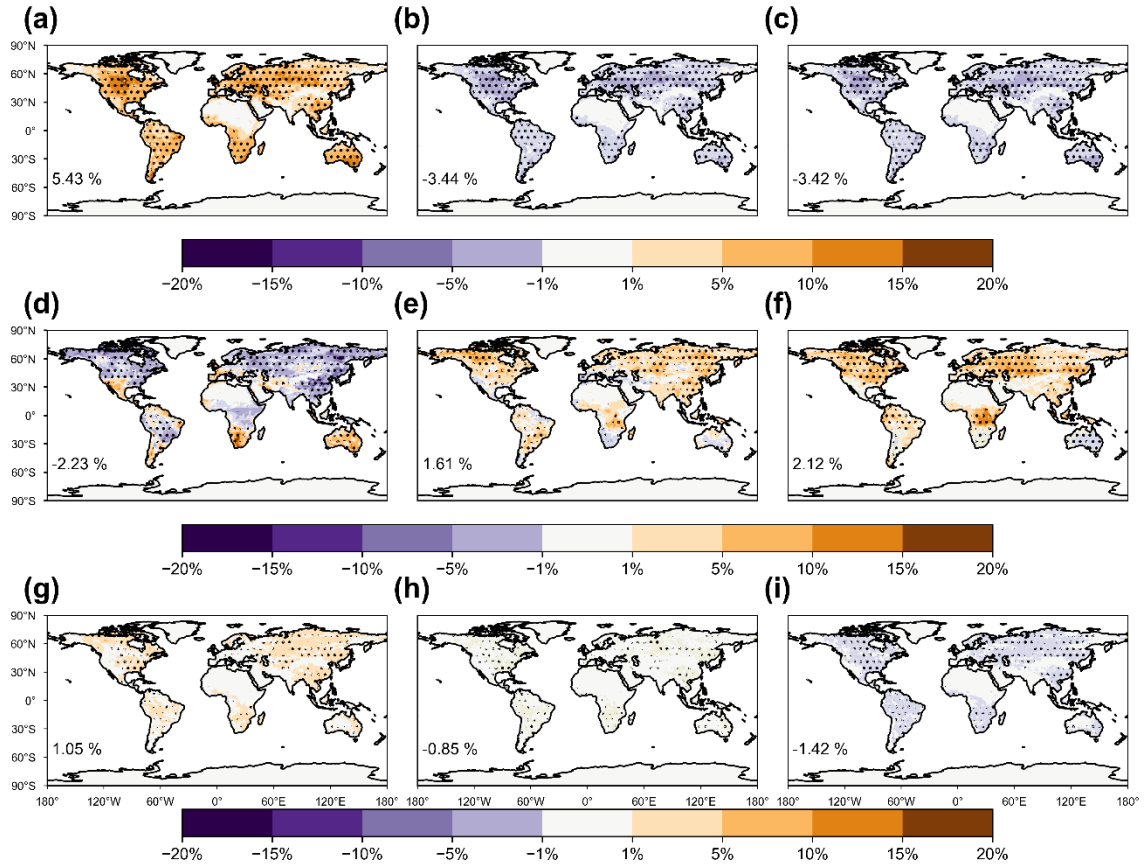 (a) (b) (c)
90°N
60°N
30°N
0°
30°S
60°S
90°S
5.43 % -3.44 % -3.42 %
−20% −15% −10% −5% −1% 1% 5% 10% 15% 20%
(d) (e) (f)
90°N
60°N
30°N
0°
30°S
60°S
90°S
-2.23 % 1.61 % 2.12 %
−20% −15% −10% −5% −1% 1% 5% 10% 15% 20%
(g) (h) (i)
90°N
60°N
30°N
0°
30°S
60°S
90°S
1.05 % -0.85 % -1.42 %
180° 120°W 60°W 0° 60°E 120°E 180° 120°W 60°W 0° 60°E 120°E 180° 120°W 60°W 0° 60°E 120°E 180°
−20% −15% −10% −5% −1% 1% 5% 10% 15% 20%